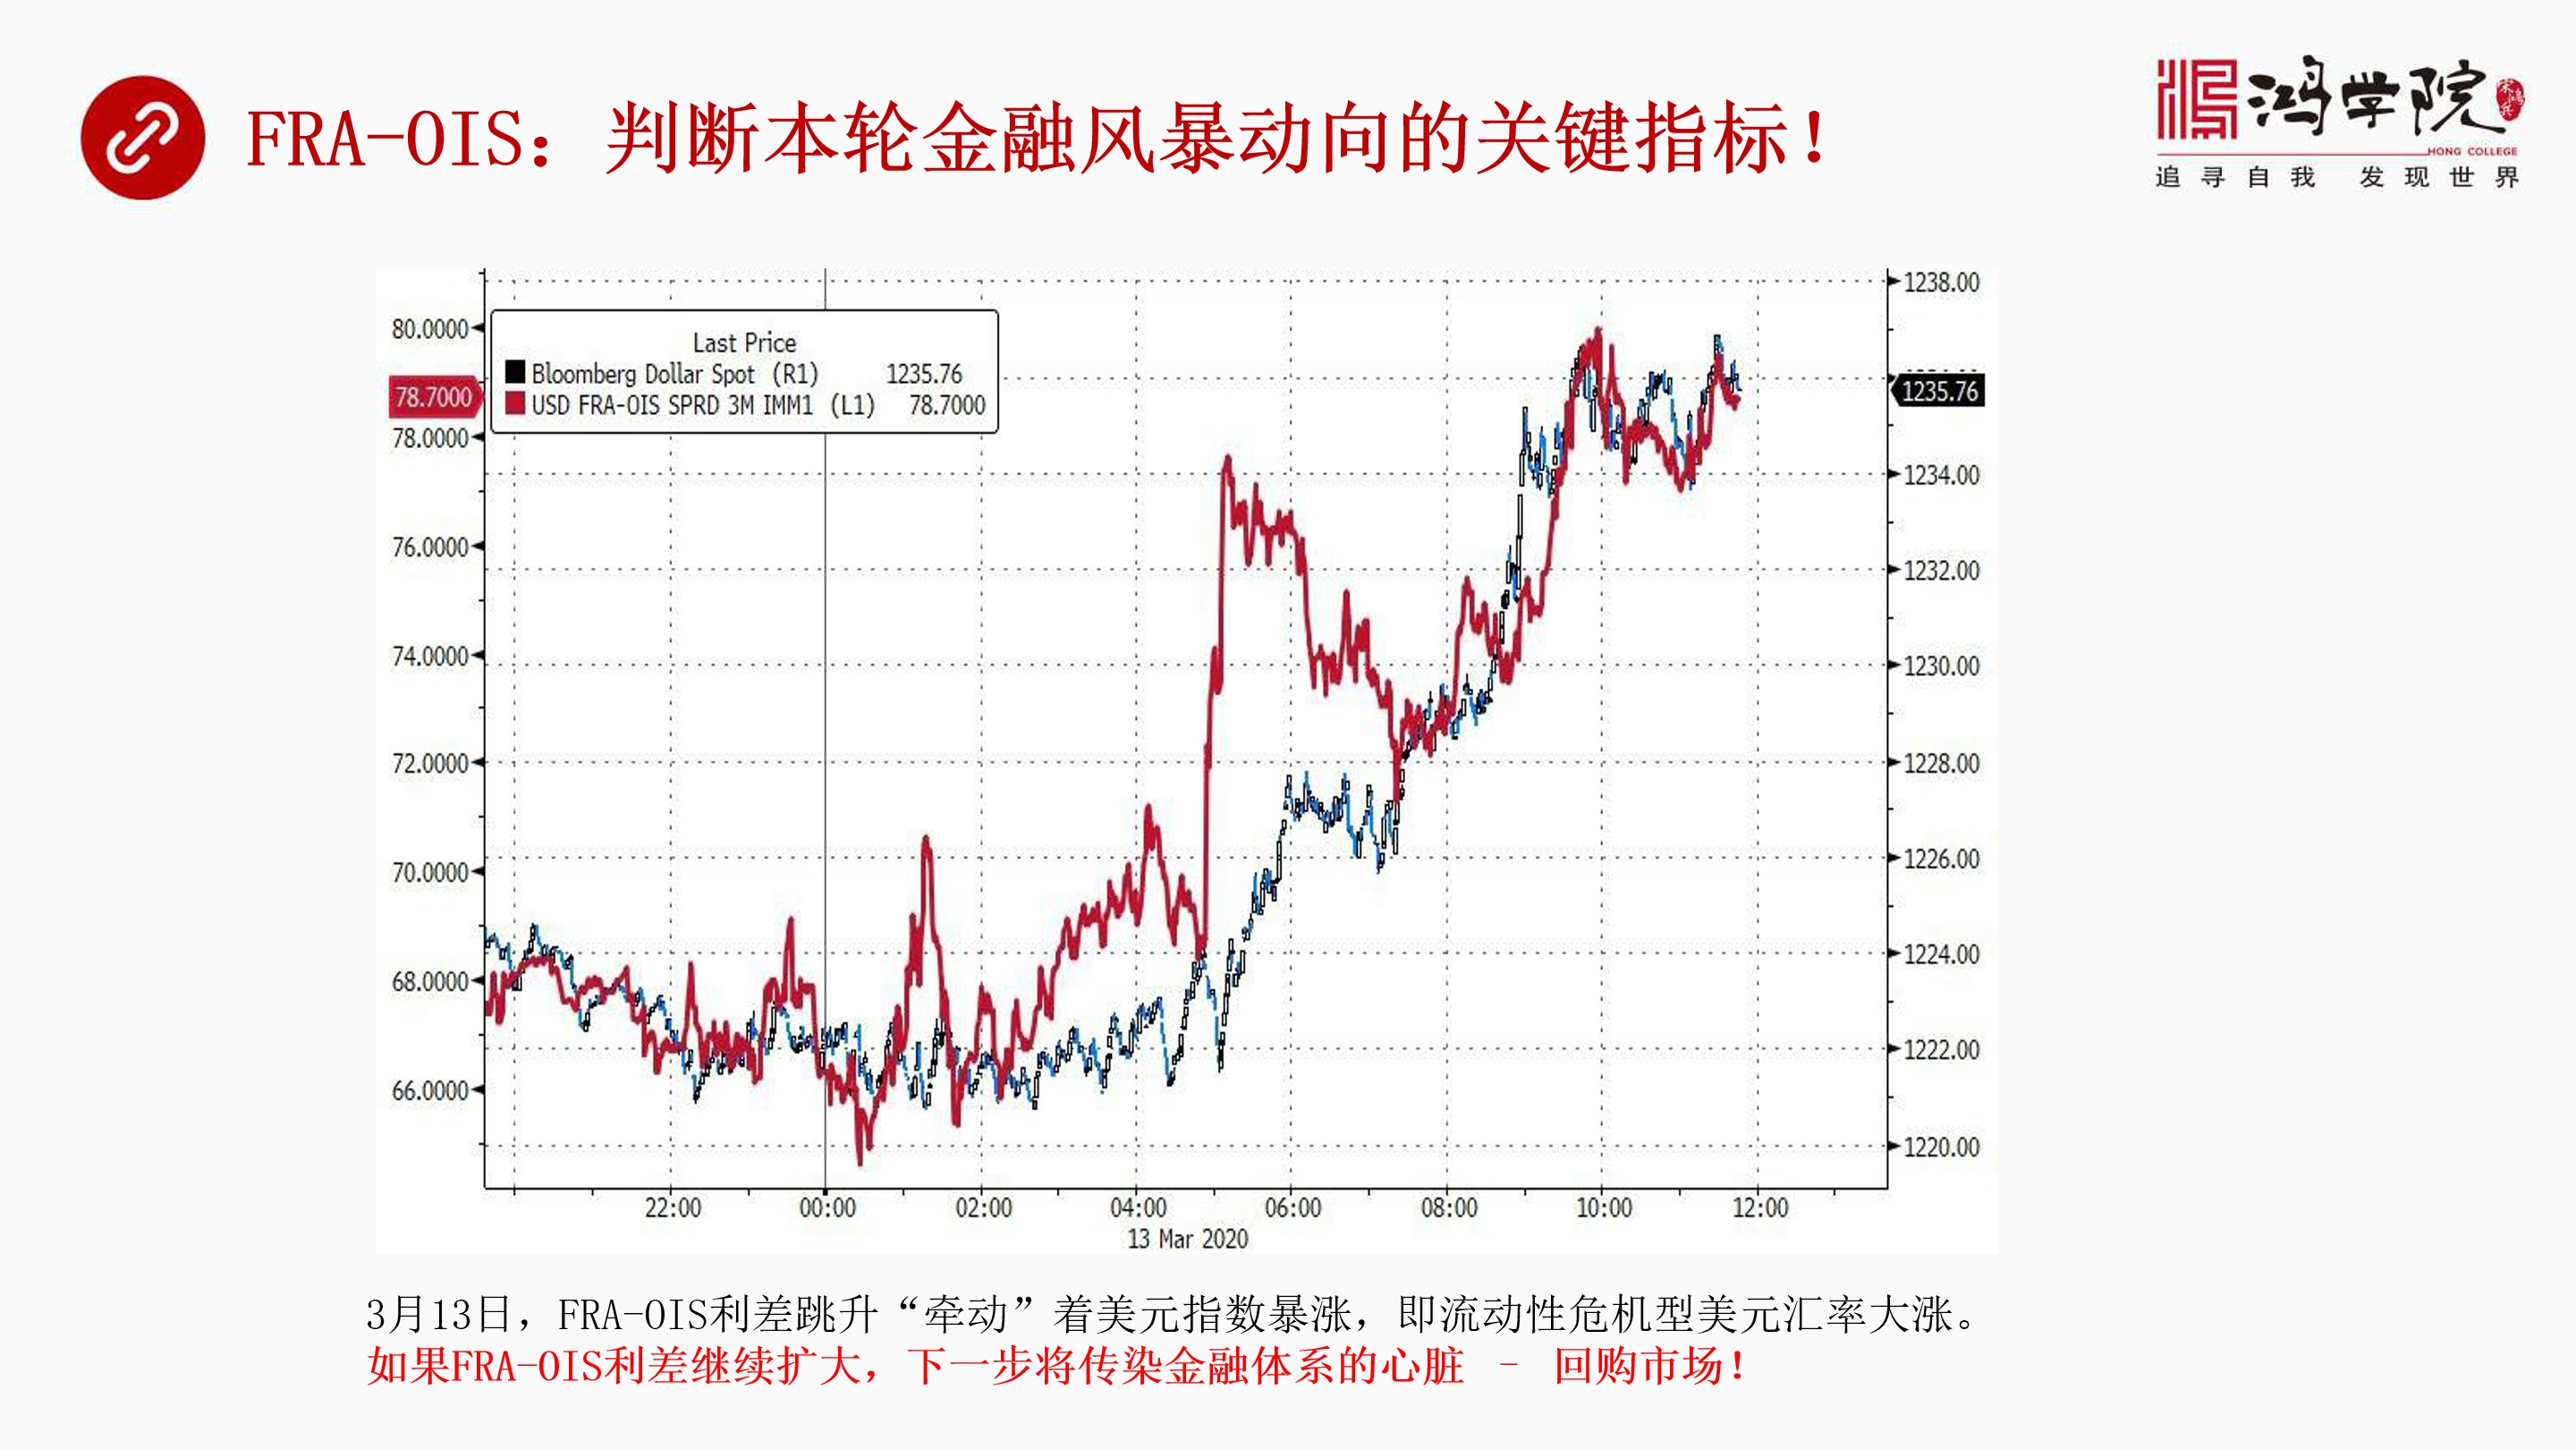 FRA-OIS：判断本轮金融风暴动向的关键指标！
鸿学院
HONG COLLEGE
追寻自我 发现世界
Last Price
Bloomberg Dollar Spot (R1) 1235.76
USD FRA-OIS SPRD 3M IMM1 (L1) 78.7000
80.0000
78.7000
78.0000
76.0000
74.0000
72.0000
70.0000
68.0000
66.0000
1238.00
1235.76
1234.00
1232.00
1230.00
1228.00
1226.00
1224.00
1222.00
1220.00
22:00 00:00 02:00 04:00 06:00 08:00 10:00 12:00
13 Mar 2020
3月13日，FRA-OIS利差跳升“牵动”着美元指数暴涨，即流动性危机型美元汇率大涨。
如果FRA-OIS利差继续扩大，下一步将传染金融体系的心脏 - 回购市场！